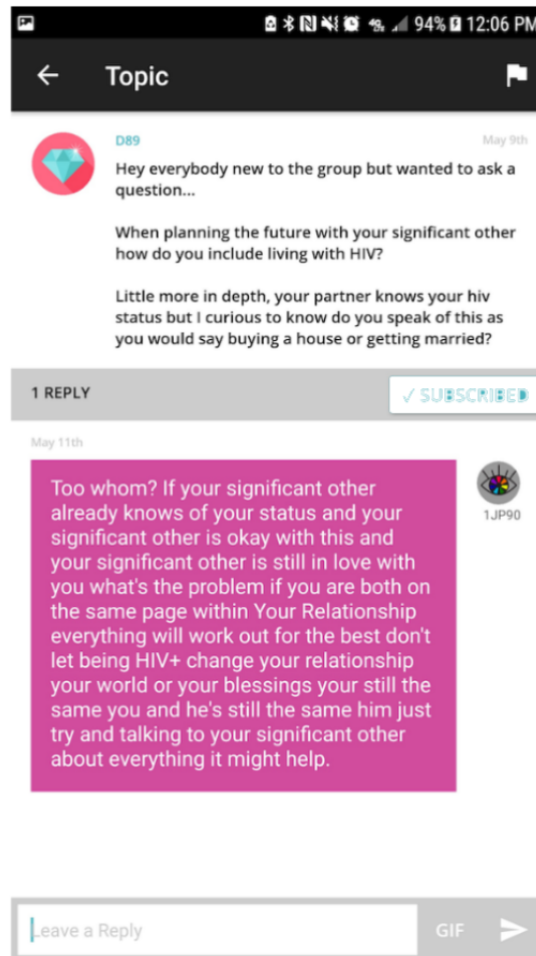 94% 12:06 PM
Topic
D89
May 9th
Hey everybody new to the group but wanted to ask a
question...
When planning the future with your significant other
how do you include living with HIV?
Little more in depth, your partner knows your hiv
status but I curious to know do you speak of this as
you would say buying a house or getting married?
1 REPLY
✓ SUBSCRIBED
May 11th
Too whom? If your significant other
already knows of your status and your
significant other is okay with this and
your significant other is still in love with
you what's the problem if you are both on
the same page within Your Relationship
everything will work out for the best don't
let being HIV+ change your relationship
your world or your blessings your still the
same you and he's still the same him just
try and talking to your significant other
about everything it might help.
1JP90
Leave a Reply
GIF